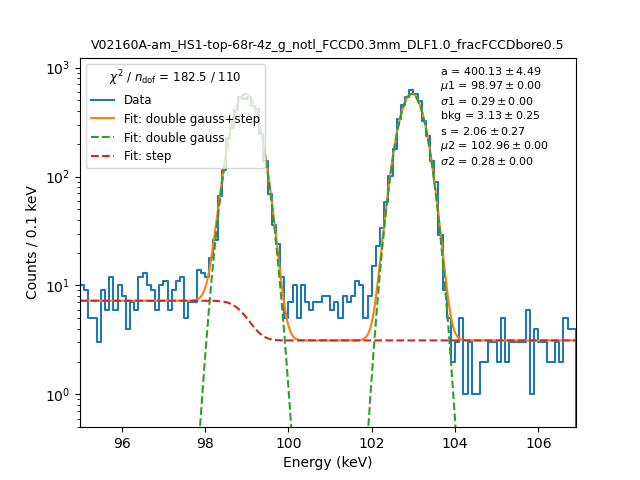 V02160A-am_HS1-top-68r-4z_g_notl_FCCD0.3mm_DLF1.0_fracFCCDbore0.5
χ² / n_dof = 182.5 / 110
Data
Fit: double gauss+step
Fit: double gauss
Fit: step
a = 400.13 ± 4.49
μ1 = 98.97 ± 0.00
σ1 = 0.29 ± 0.00
bkg = 3.13 ± 0.25
s = 2.06 ± 0.27
μ2 = 102.96 ± 0.00
σ2 = 0.28 ± 0.00
10³
10²
10¹
10⁰
Counts / 0.1 keV
96 98 100 102 104 106
Energy (keV)